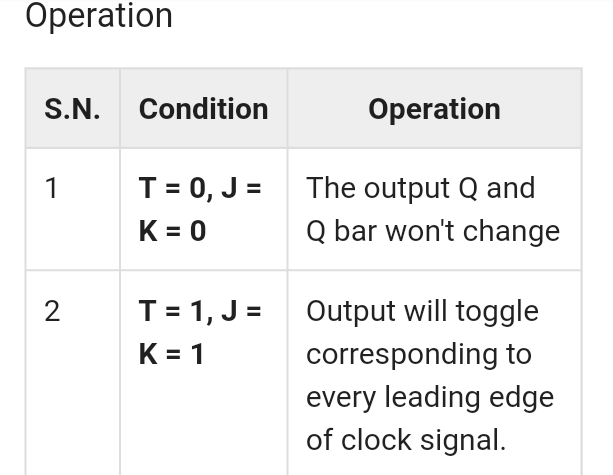 Operation
S.N. Condition Operation
1 T = 0, J = The output Q and
K = 0 Q bar won't change
2 T = 1, J = Output will toggle
K = 1 corresponding to
every leading edge
of clock signal.